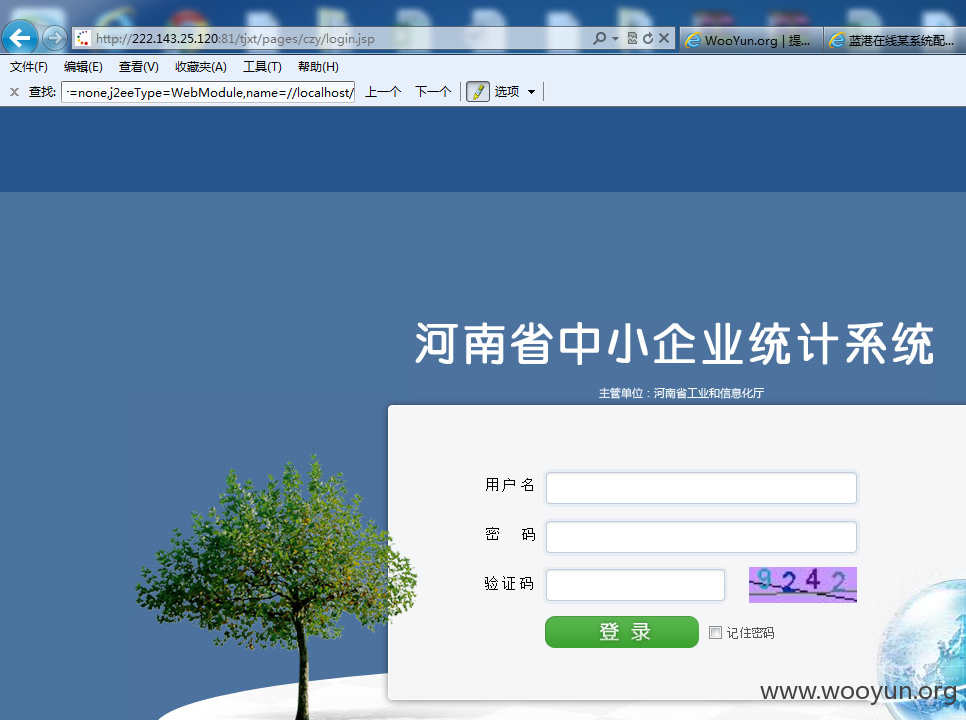 http://222.143.25.120:81/tjxt/pages/czy/login.jsp
WooYun.org | 提...
蓝港在线某系统配...
文件(F) 编辑(E) 查看(V) 收藏夹(A) 工具(T) 帮助(H)
查找: =none,j2eeType=WebModule,name=//localhost/ 上一个 下一个 选项
河南省中小企业统计系统
主管单位：河南省工业和信息化厅
用户名
密 码
验证码 9242
登 录 记住密码
www.wooyun.org